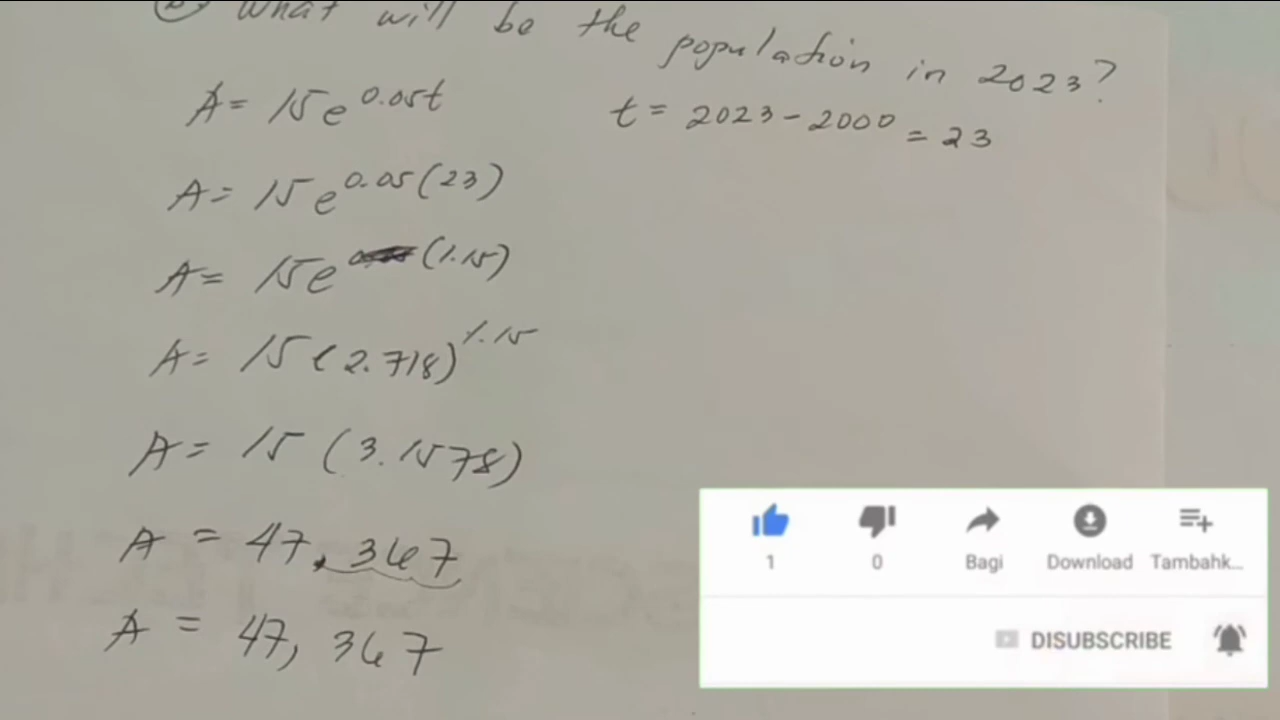 What will be the population in 2023?
A = 15e^0.05t
t = 2023 - 2000 = 23
A = 15e^0.05(23)
A = 15e^(1.15)
A = 15(2.718)^1.15
A = 15(3.1578)
A = 47,367
A = 47,367
1
0
Bagi
Download
Tambahk...
DISUBSCRIBE